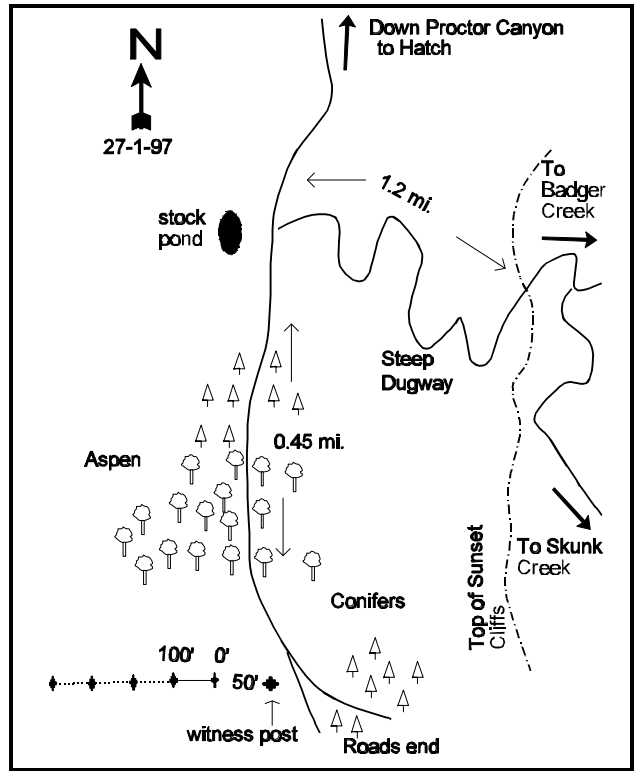 Down Proctor Canyon
to Hatch
N
27-1-97
1.2 mi.
To
Badger
Creek
stock
pond
Steep
Dugway
0.45 mi.
Aspen
To Skunk
Creek
Top of Sunset
Cliffs
Conifers
100' 0'
50'
witness post
Roads end